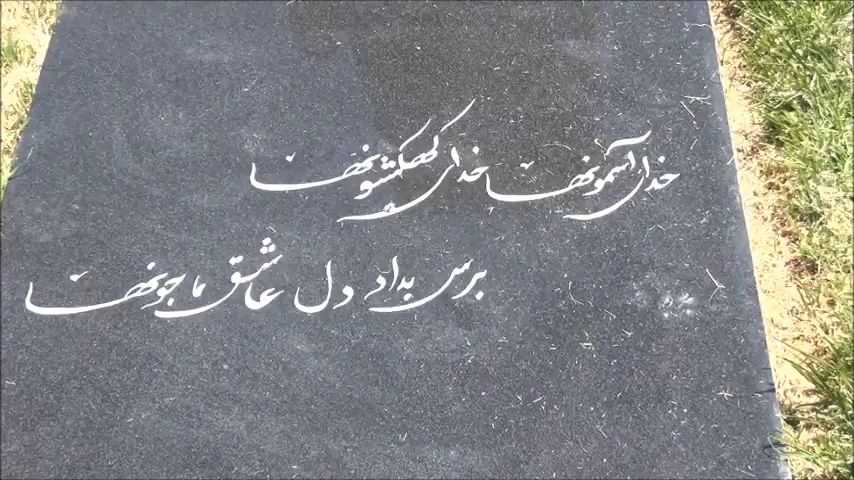 خدای آسمونها خدای کهکشونها
برس بداد دل عاشق ما جونها